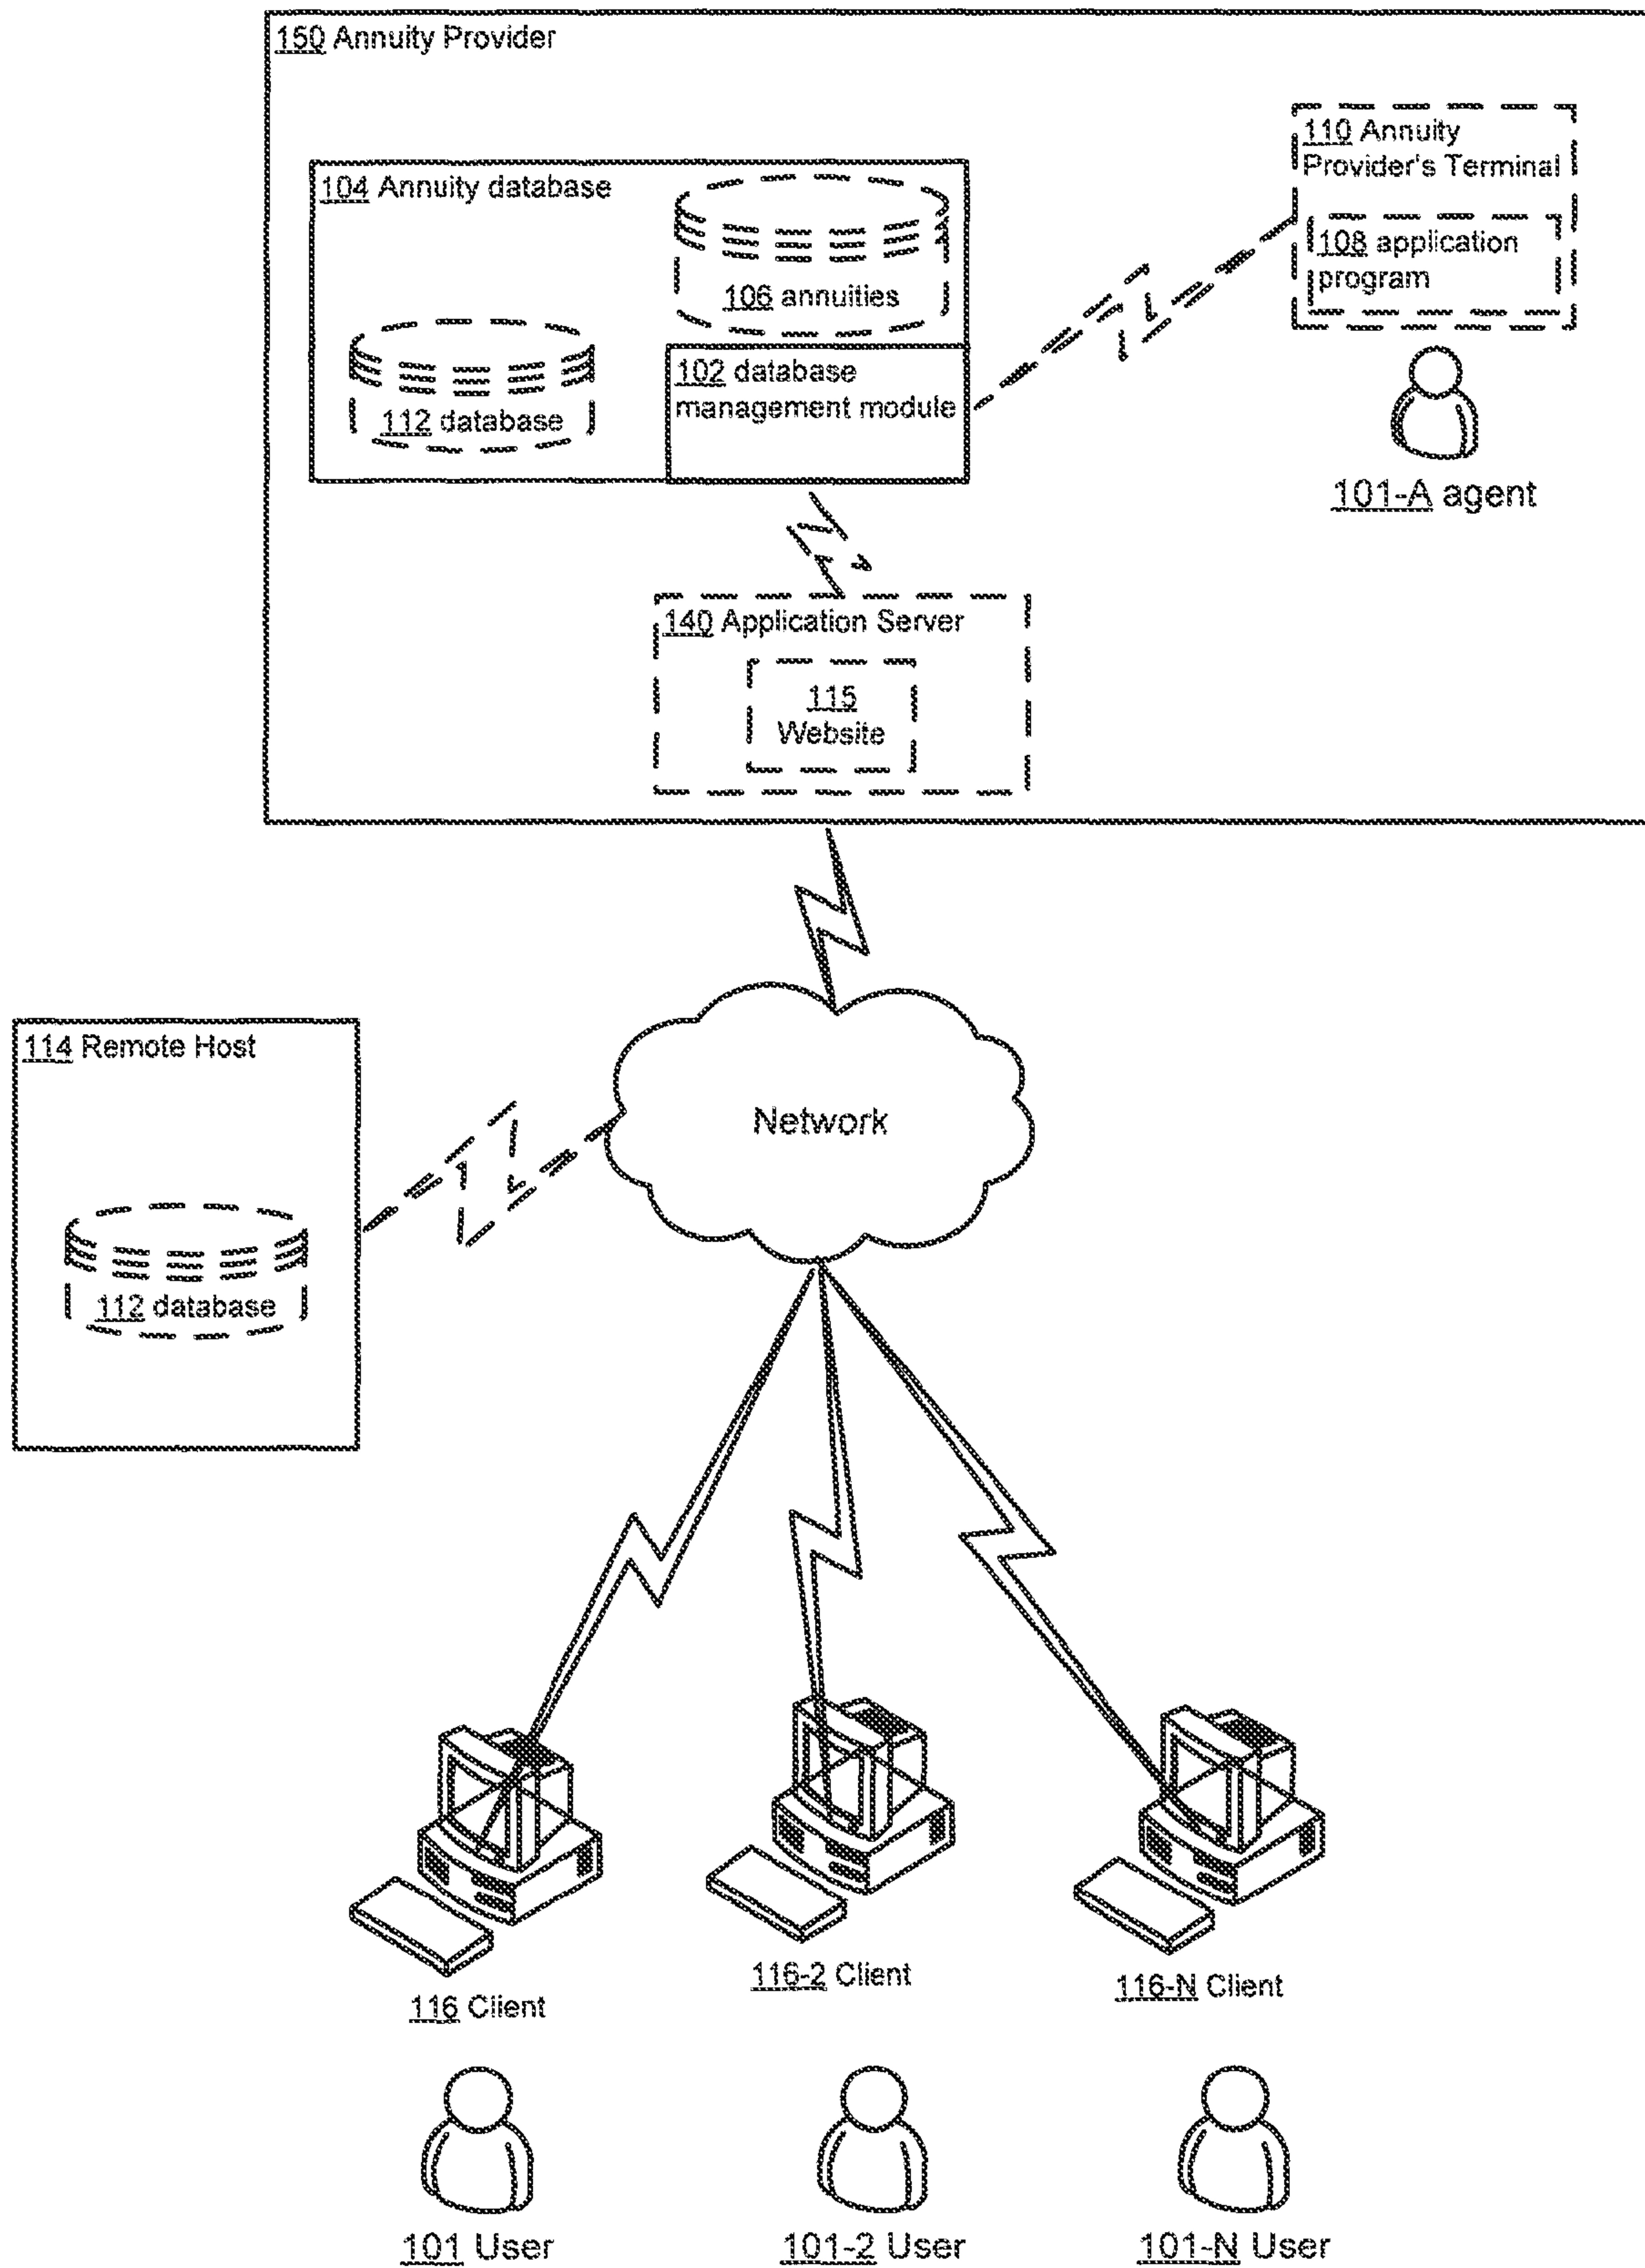 150 Annuity Provider
110 Annuity
Provider's Terminal
108 application
program
104 Annuity database
106 annuities
102 database
management module
112 database
101-A agent
140 Application Server
115
Website
114 Remote Host
Network
112 database
116 Client
116-2 Client
116-N Client
101 User
101-2 User
101-N User